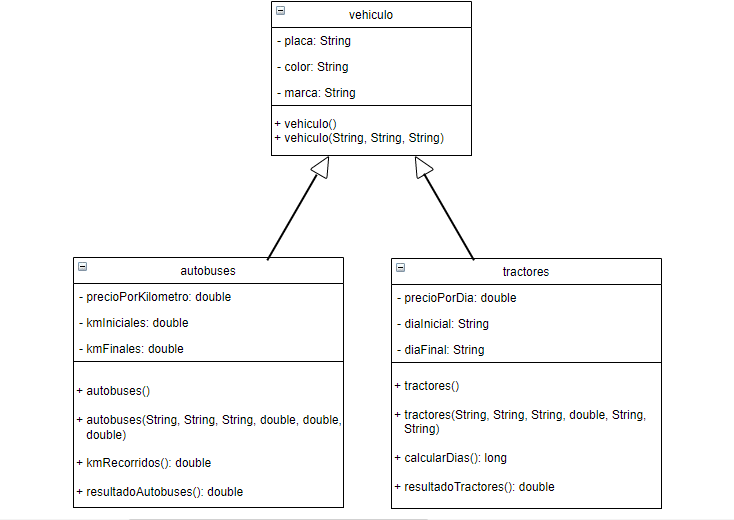 vehiculo
- placa: String
- color: String
- marca: String
+ vehiculo()
+ vehiculo(String, String, String)
autobuses
- precioPorKilometro: double
- kmIniciales: double
- kmFinales: double
+ autobuses()
+ autobuses(String, String, String, double, double,
double)
+ kmRecorridos(): double
+ resultadoAutobuses(): double
tractores
- precioPorDia: double
- diaInicial: String
- diaFinal: String
+ tractores()
+ tractores(String, String, String, double, String,
String)
+ calcularDias(): long
+ resultadoTractores(): double